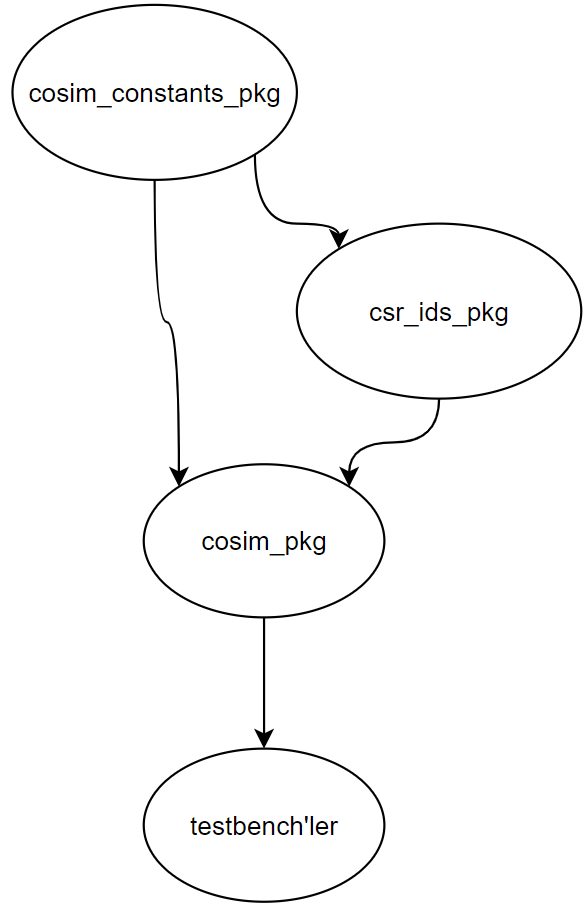 cosim_constants_pkg
csr_ids_pkg
cosim_pkg
testbench'ler